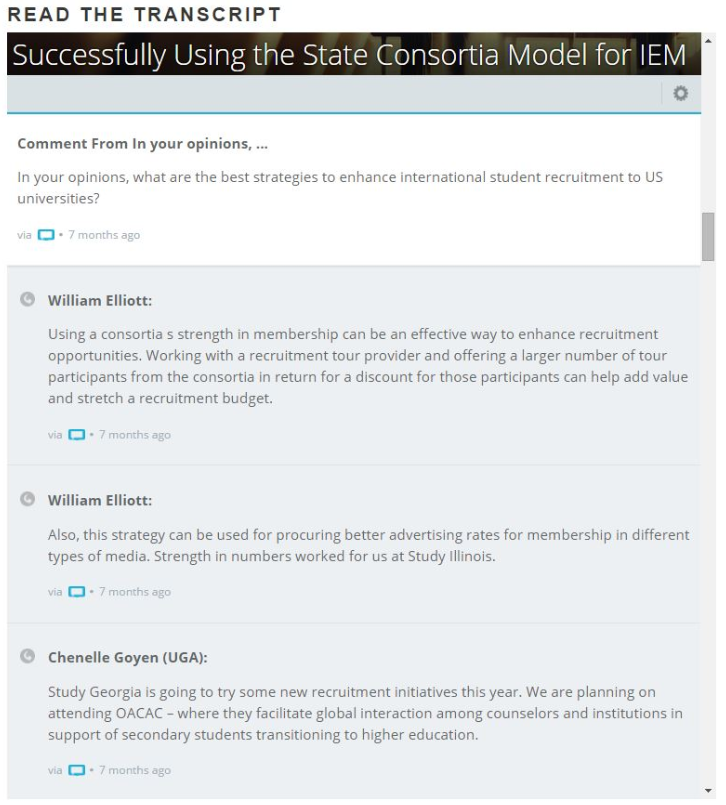 READ THE TRANSCRIPT
Successfully Using the State Consortia Model for IEM
Comment From In your opinions, ...
In your opinions, what are the best strategies to enhance international student recruitment to US
universities?
via • 7 months ago
William Elliott:
Using a consortia s strength in membership can be an effective way to enhance recruitment
opportunities. Working with a recruitment tour provider and offering a larger number of tour
participants from the consortia in return for a discount for those participants can help add value
and stretch a recruitment budget.
via • 7 months ago
William Elliott:
Also, this strategy can be used for procuring better advertising rates for membership in different
types of media. Strength in numbers worked for us at Study Illinois.
via • 7 months ago
Chenelle Goyen (UGA):
Study Georgia is going to try some new recruitment initiatives this year. We are planning on
attending OACAC – where they facilitate global interaction among counselors and institutions in
support of secondary students transitioning to higher education.
via • 7 months ago